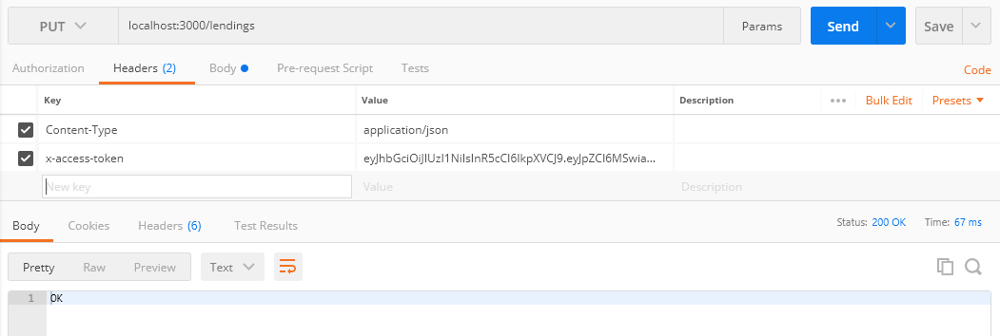 PUT localhost:3000/lendings Params Send Save
Authorization Headers (2) Body Pre-request Script Tests Code
Key Value Description ••• Bulk Edit Presets
Content-Type application/json
x-access-token eyJhbGciOiJIUzI1NiIsInR5cCI6IkpXVCJ9.eyJpZCI6MSwia...
New key Value Description
Body Cookies Headers (6) Test Results Status: 200 OK Time: 67 ms
Pretty Raw Preview Text
1 OK